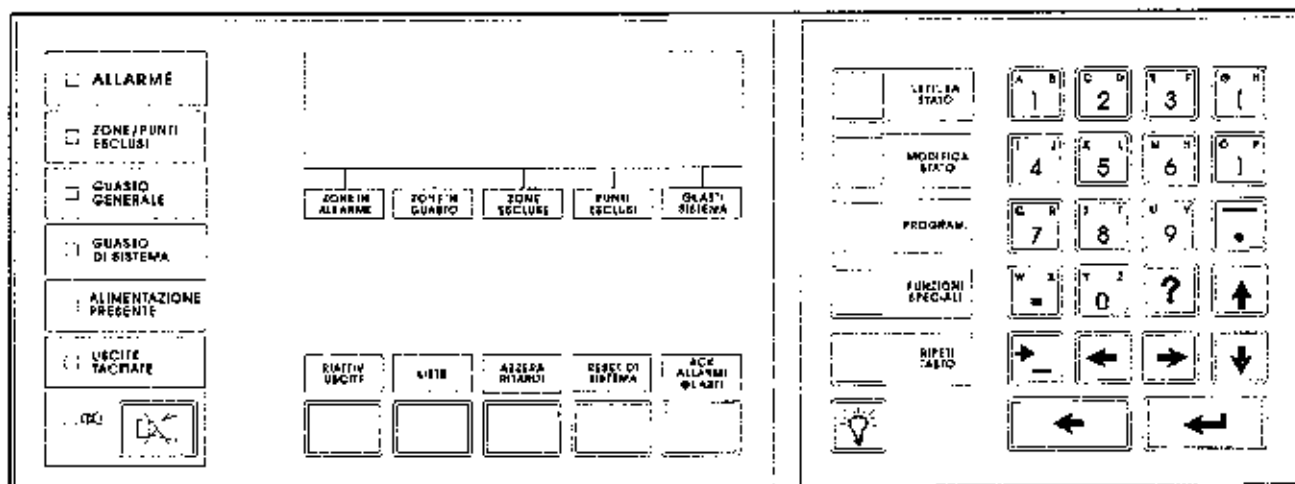 ALLARME
ZONE/PUNTI
ESCLUSI
GUASTO
GENERALE
GUASTO
DI SISTEMA
ALIMENTAZIONE
PRESENTE
USCITE
TACITATE
ZONE IN
ALLARME
ZONE IN
GUASTO
ZONE
ESCLUSE
PUNTI
ESCLUSI
GUASTI
SISTEMA
RIATTIV
USCITE
AZZERA
RITARDI
RESET DI
SISTEMA
ACK
ALLARMI
GUASTI
LETTURA
STATO
MODIFICA
STATO
PROGRAM.
FUNZIONI
SPECIALI
RIPETI
TASTO
A B
1
C D
2
E F
3
G H
(
I J
4
K L
5
M N
6
O P
)
Q R
7
S T
8
U V
9
W X
Y Z
0
?